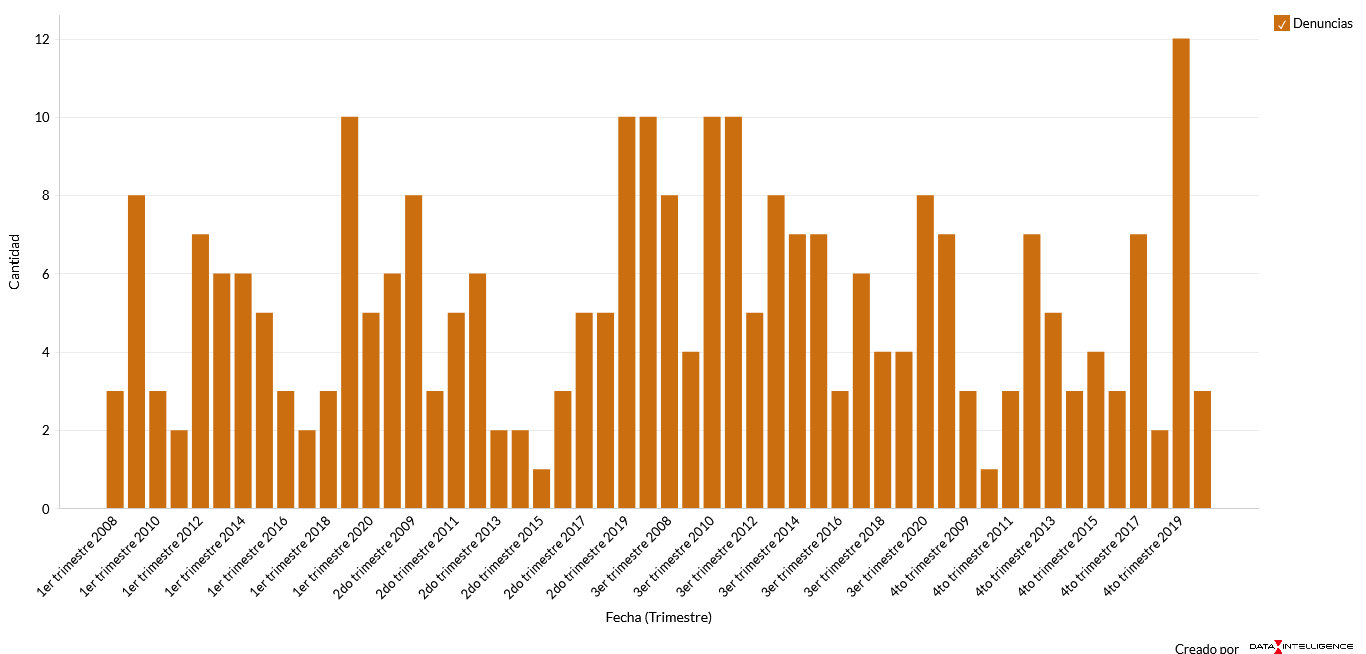 ✓ Denuncias
Cantidad
12
10
8
6
4
2
0
1er trimestre 2008
1er trimestre 2010
1er trimestre 2012
1er trimestre 2014
1er trimestre 2016
1er trimestre 2018
1er trimestre 2020
2do trimestre 2009
2do trimestre 2011
2do trimestre 2013
2do trimestre 2015
2do trimestre 2017
2do trimestre 2019
3er trimestre 2008
3er trimestre 2010
3er trimestre 2012
3er trimestre 2014
3er trimestre 2016
3er trimestre 2018
3er trimestre 2020
4to trimestre 2009
4to trimestre 2011
4to trimestre 2013
4to trimestre 2015
4to trimestre 2017
4to trimestre 2019
Fecha (Trimestre)
Creado por DATA INTELLIGENCE